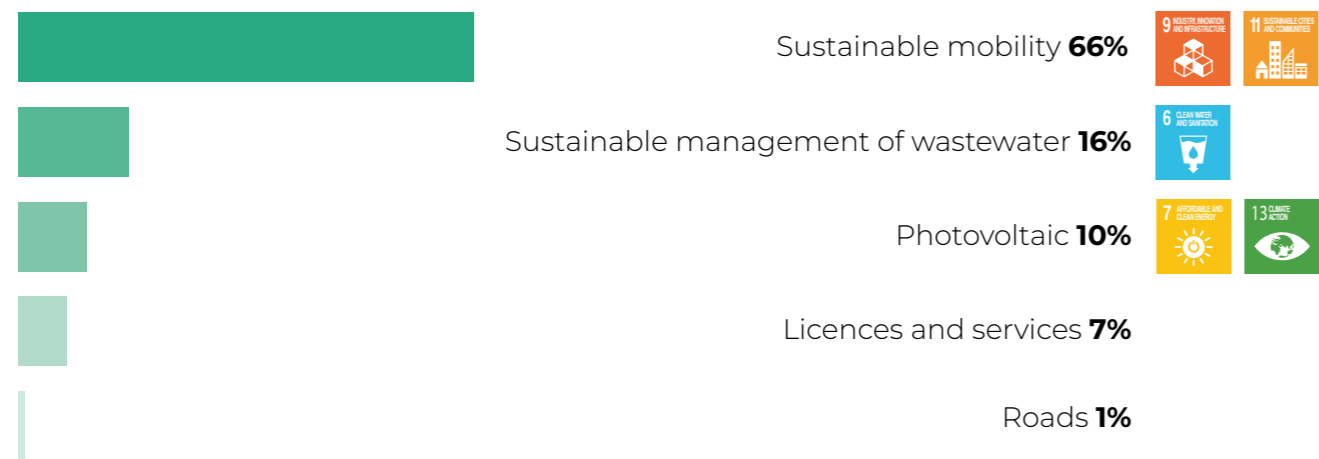 Sustainable mobility 66%
9 INDUSTRY, INNOVATION
AND INFRASTRUCTURE
11 SUSTAINABLE CITIES
AND COMMUNITIES
Sustainable management of wastewater 16%
6 CLEAN WATER
AND SANITATION
Photovoltaic 10%
7 AFFORDABLE AND
CLEAN ENERGY
13 CLIMATE
ACTION
Licences and services 7%
Roads 1%